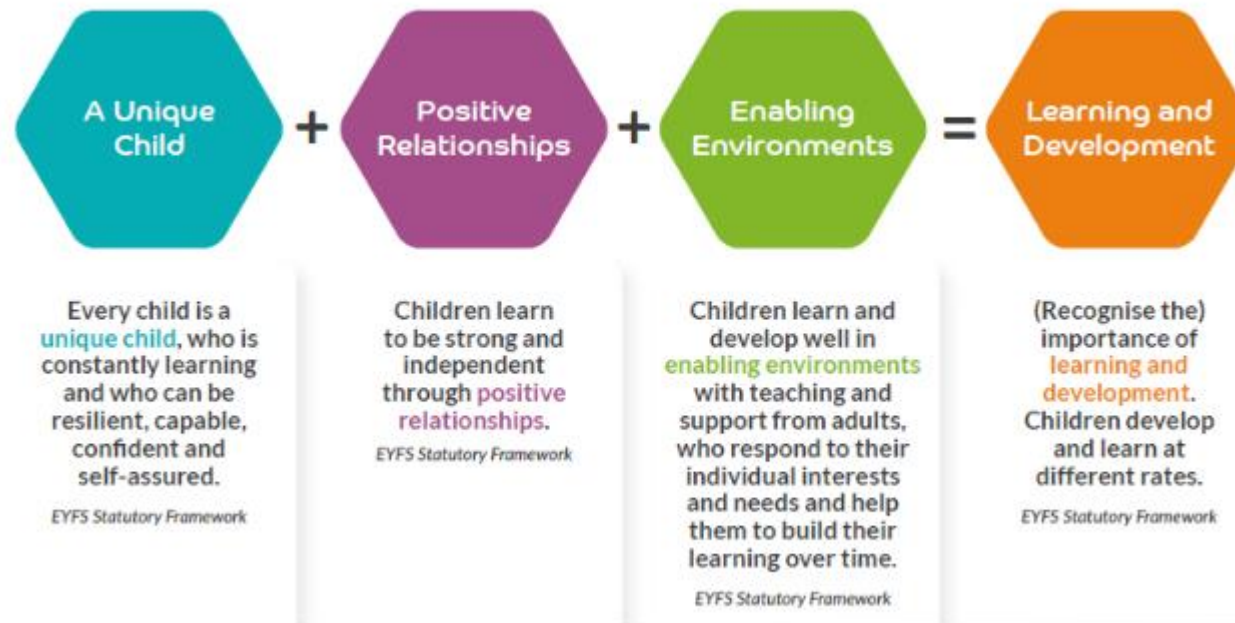 A Unique
Child
+
Positive
Relationships
+
Enabling
Environments
=
Learning and
Development
Every child is a
unique child, who is
constantly learning
and who can be
resilient, capable,
confident and
self-assured.
EYFS Statutory Framework
Children learn
to be strong and
independent
through positive
relationships.
EYFS Statutory Framework
Children learn and
develop well in
enabling environments
with teaching and
support from adults,
who respond to their
individual interests
and needs and help
them to build their
learning over time.
EYFS Statutory Framework
(Recognise the)
importance of
learning and
development.
Children develop
and learn at
different rates.
EYFS Statutory Framework